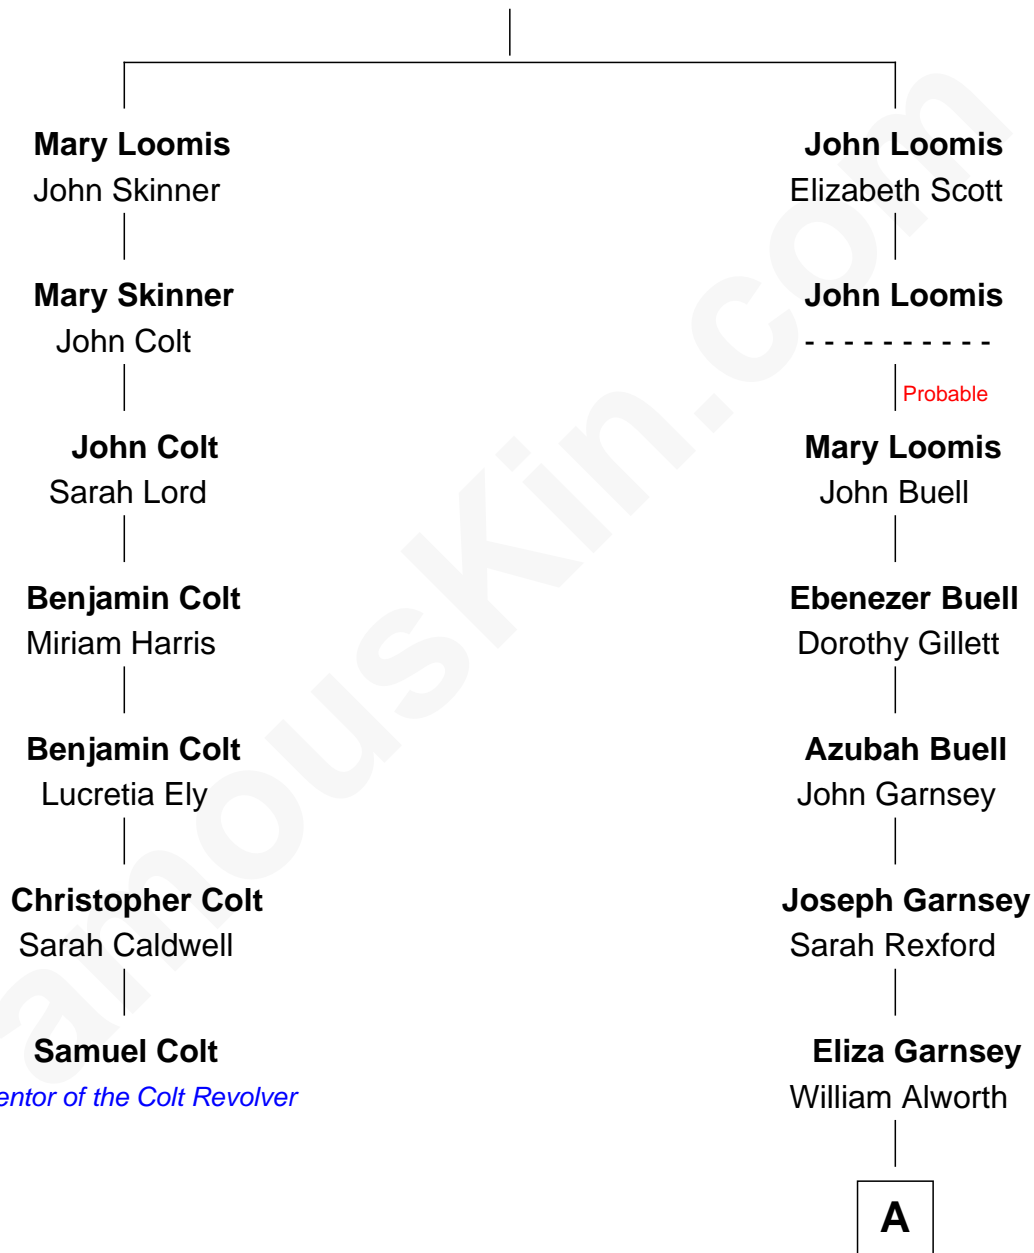 Mary Loomis
John Skinner
John Loomis
Elizabeth Scott
Mary Skinner
John Colt
John Loomis
- - - - - - - - - -
Probable
John Colt
Sarah Lord
Mary Loomis
John Buell
Benjamin Colt
Miriam Harris
Ebenezer Buell
Dorothy Gillett
Benjamin Colt
Lucretia Ely
Azubah Buell
John Garnsey
Christopher Colt
Sarah Caldwell
Joseph Garnsey
Sarah Rexford
Samuel Colt
entor of the Colt Revolver
Eliza Garnsey
William Alworth
A
amouskin.com